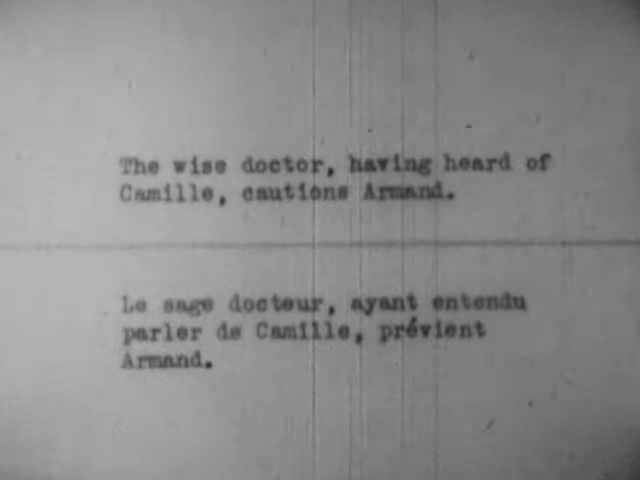 The wise doctor, having heard of
Camille, cautions Armand.
Le sage docteur, ayant entendu
parler de Camille, prévient
Armand.